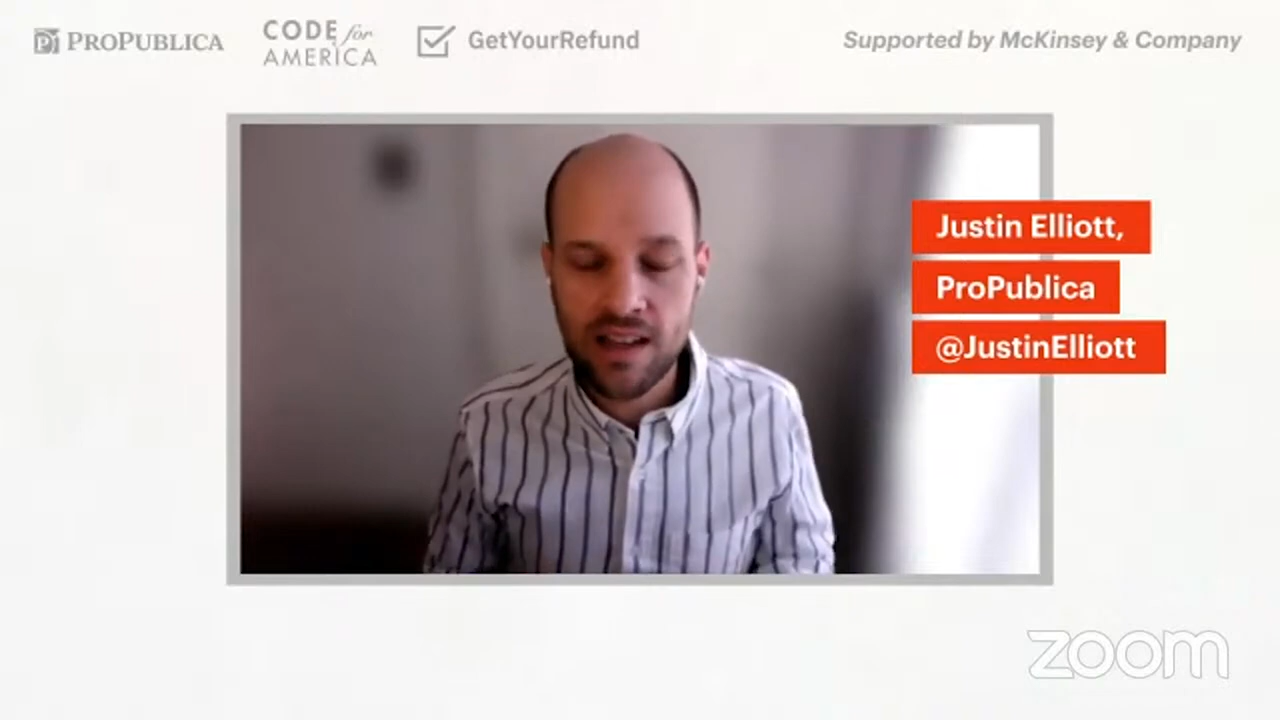 PROPUBLICA
CODE for
AMERICA
GetYourRefund
Supported by McKinsey & Company
Justin Elliott,
ProPublica
@JustinElliott
zoom